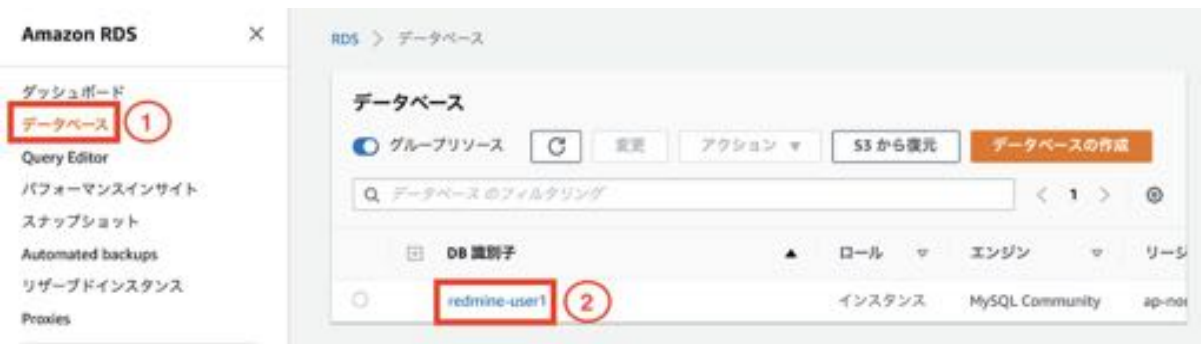 Amazon RDS
ダッシュボード
データベース ①
Query Editor
パフォーマンスインサイト
スナップショット
Automated backups
リザーブドインスタンス
Proxies
RDS > データベース
データベース
グループリソース 変更 アクション S3 から復元 データベースの作成
データベース のフィルタリング < 1 >
DB 識別子 ロール エンジン リージ
redmine-user1 ② インスタンス MySQL Community ap-nor